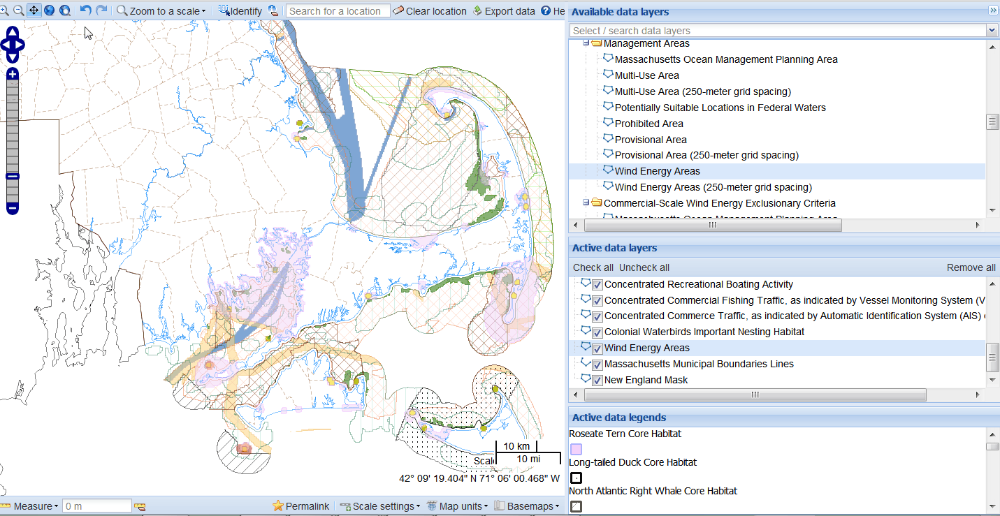 Zoom to a scale
Identify
Search for a location
Clear location
Export data
He
Available data layers
Select / search data layers
Management Areas
Massachusetts Ocean Management Planning Area
Multi-Use Area
Multi-Use Area (250-meter grid spacing)
Potentially Suitable Locations in Federal Waters
Prohibited Area
Provisional Area
Provisional Area (250-meter grid spacing)
Wind Energy Areas
Wind Energy Areas (250-meter grid spacing)
Commercial-Scale Wind Energy Exclusionary Criteria
Massachusetts Ocean Management Planning Area
Active data layers
Check all Uncheck all Remove all
Concentrated Recreational Boating Activity
Concentrated Commercial Fishing Traffic, as indicated by Vessel Monitoring System (V
Concentrated Commerce Traffic, as indicated by Automatic Identification System (AIS)
Colonial Waterbirds Important Nesting Habitat
Wind Energy Areas
Massachusetts Municipal Boundaries Lines
New England Mask
Active data legends
Roseate Tern Core Habitat
Long-tailed Duck Core Habitat
North Atlantic Right Whale Core Habitat
10 km
Scale
10 mi
42° 09' 19.404" N 71° 06' 00.468" W
Measure
0 m
Permalink
Scale settings
Map units
Basemaps